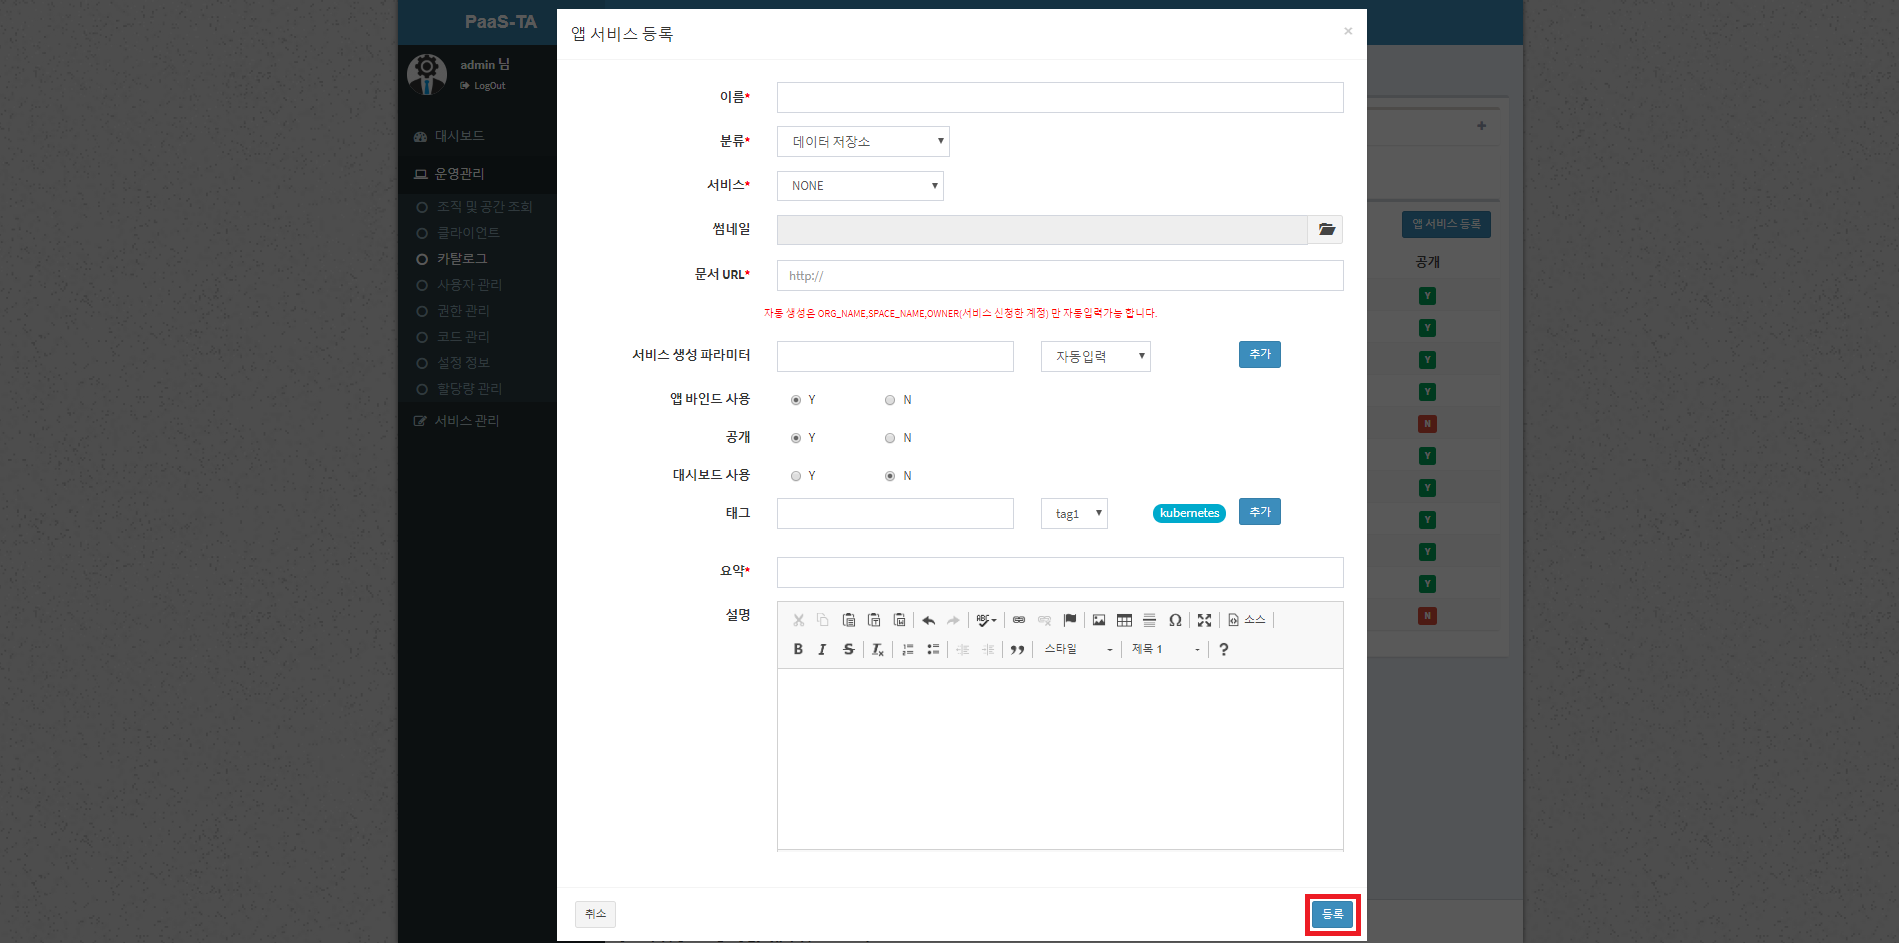 PaaS-TA
admin 님
LogOut
대시보드
운영관리
조직 및 공간 조회
클라이언트
카탈로그
사용자 관리
권한 관리
코드 관리
설정 정보
할당량 관리
서비스 관리
앱 서비스 등록 ×
이름*
분류* 데이터 저장소
서비스* NONE
썸네일
문서 URL* http://
자동 생성은 ORG_NAME,SPACE_NAME,OWNER(서비스 신청한 계정) 만 자동입력가능 합니다.
서비스 생성 파라미터 자동입력 추가
앱 바인드 사용 Y N
공개 Y N
대시보드 사용 Y N
태그 tag1 kubernetes 추가
요약*
설명
ABC Ω 소스
B I S Tx 스타일 제목 1 ?
취소 등록
+
앱 서비스 등록
공개
Y
Y
Y
Y
N
Y
Y
Y
Y
Y
N